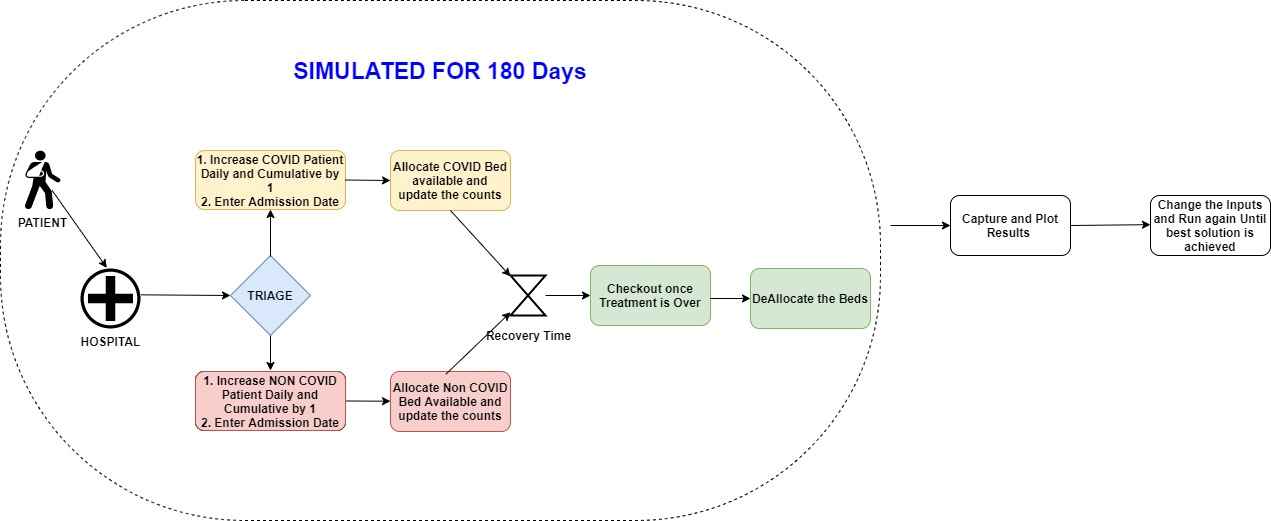 SIMULATED FOR 180 Days
PATIENT
HOSPITAL
TRIAGE
1. Increase COVID Patient
Daily and Cumulative by
1
2. Enter Admission Date
Allocate COVID Bed
available and
update the counts
1. Increase NON COVID
Patient Daily and
Cumulative by 1
2. Enter Admission Date
Allocate Non COVID
Bed Available and
update the counts
Recovery Time
Checkout once
Treatment is Over
DeAllocate the Beds
Capture and Plot
Results
Change the Inputs
and Run again Until
best solution is
achieved